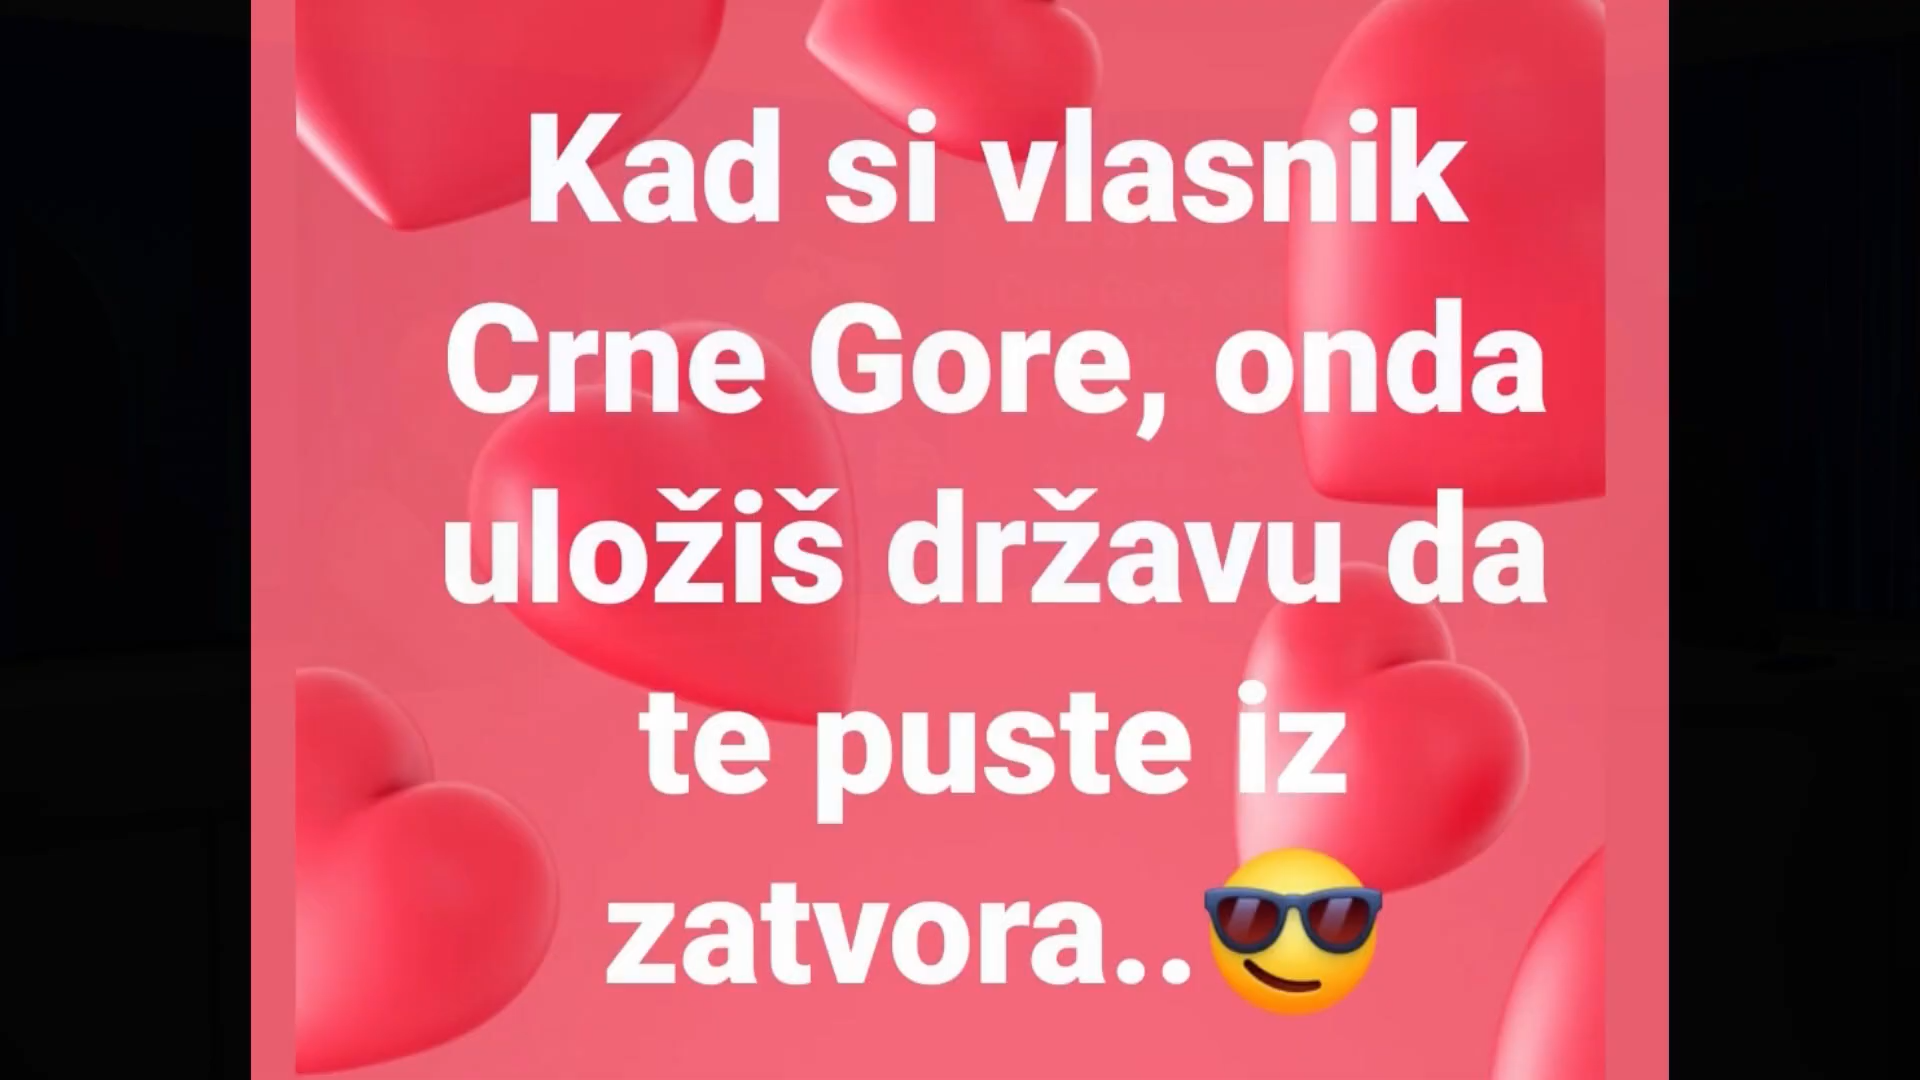 Kad si vlasnik
Crne Gore, onda
uložiš državu da
te puste iz
zatvora..😎